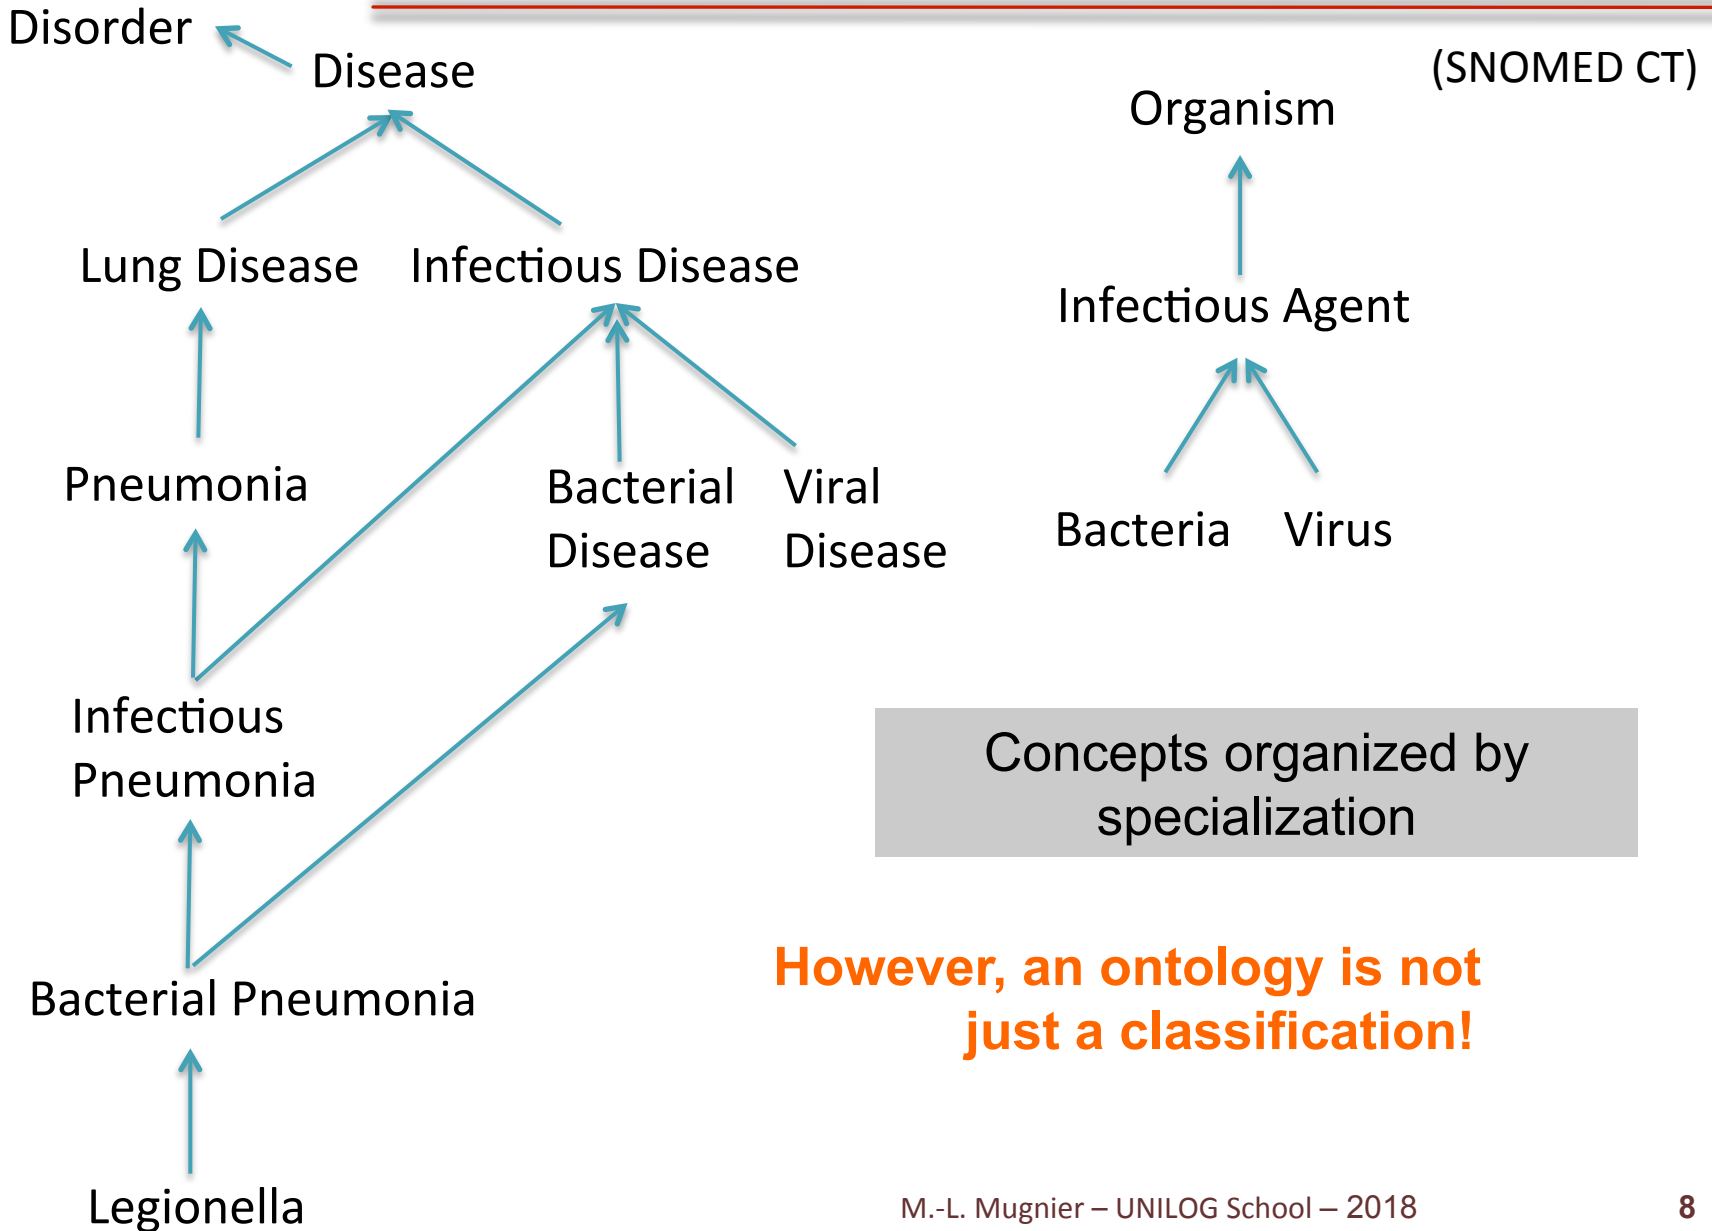 Disorder
Disease
(SNOMED CT)
Organism
Lung Disease
Infectious Disease
Infectious Agent
Pneumonia
Bacterial
Disease
Viral
Disease
Bacteria
Virus
Infectious
Pneumonia
Concepts organized by
specialization
However, an ontology is not
just a classification!
Bacterial Pneumonia
Legionella
M.-L. Mugnier – UNILOG School – 2018
8